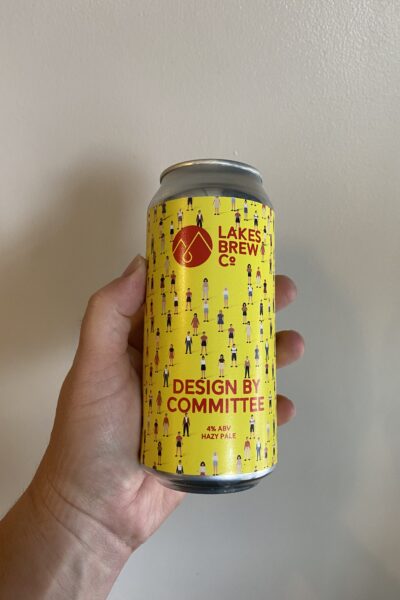 LAKES
BREW
Cº
DESIGN BY
COMMITTEE
4% ABV
HAZY PALE